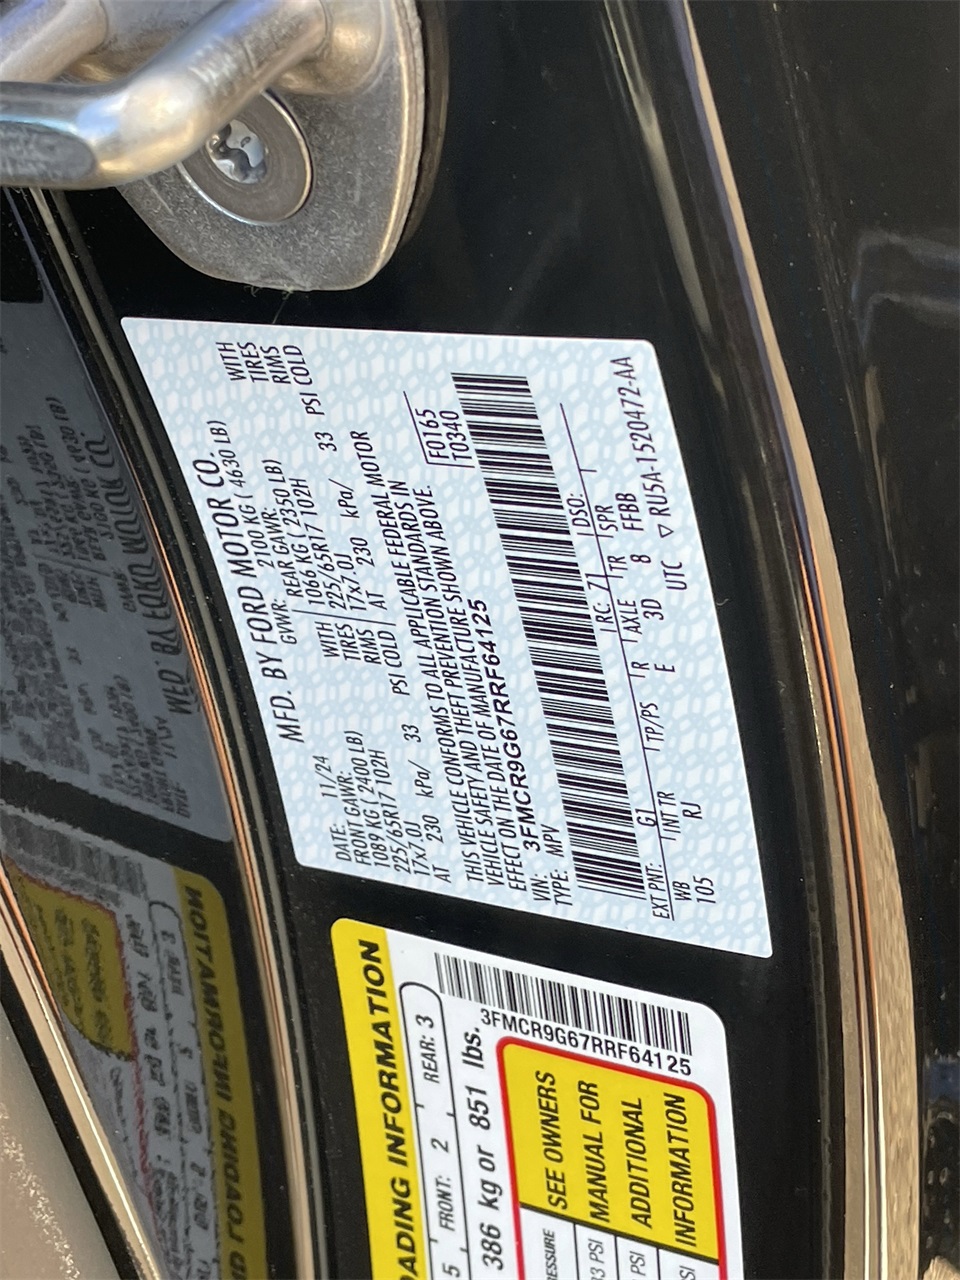 MFD. BY FORD MOTOR CO.
DATE: 11/24 GVWR: 2100 KG ( 4630 LB)
FRONT GAWR: REAR GAWR:
1089 KG ( 2400 LB) WITH 1066 KG ( 2350 LB) WITH
225/65R17 102H TIRES 225/65R17 102H TIRES
17x7.0J RIMS 17x7.0J RIMS
AT 230 kPa/ 33 PSI COLD AT 230 kPa/ 33 PSI COLD
THIS VEHICLE CONFORMS TO ALL APPLICABLE FEDERAL MOTOR
VEHICLE SAFETY AND THEFT PREVENTION STANDARDS IN
EFFECT ON THE DATE OF MANUFACTURE SHOWN ABOVE.
F0165
T0340
VIN: 3FMCR9G67RRF64125
TYPE: MPV
EXT PNT: G1 RC: 71 DSO:
WB INT TR TP/PS R AXLE TR SPR
105 RJ E 3D 8 FFBB
UTC ▽ RU5A-1520472-AA
ADING INFORMATION
5 FRONT: 2 REAR: 3
386 kg or 851 lbs.
3FMCR9G67RRF64125
SEE OWNERS
MANUAL FOR
ADDITIONAL
INFORMATION
PSI
PSI